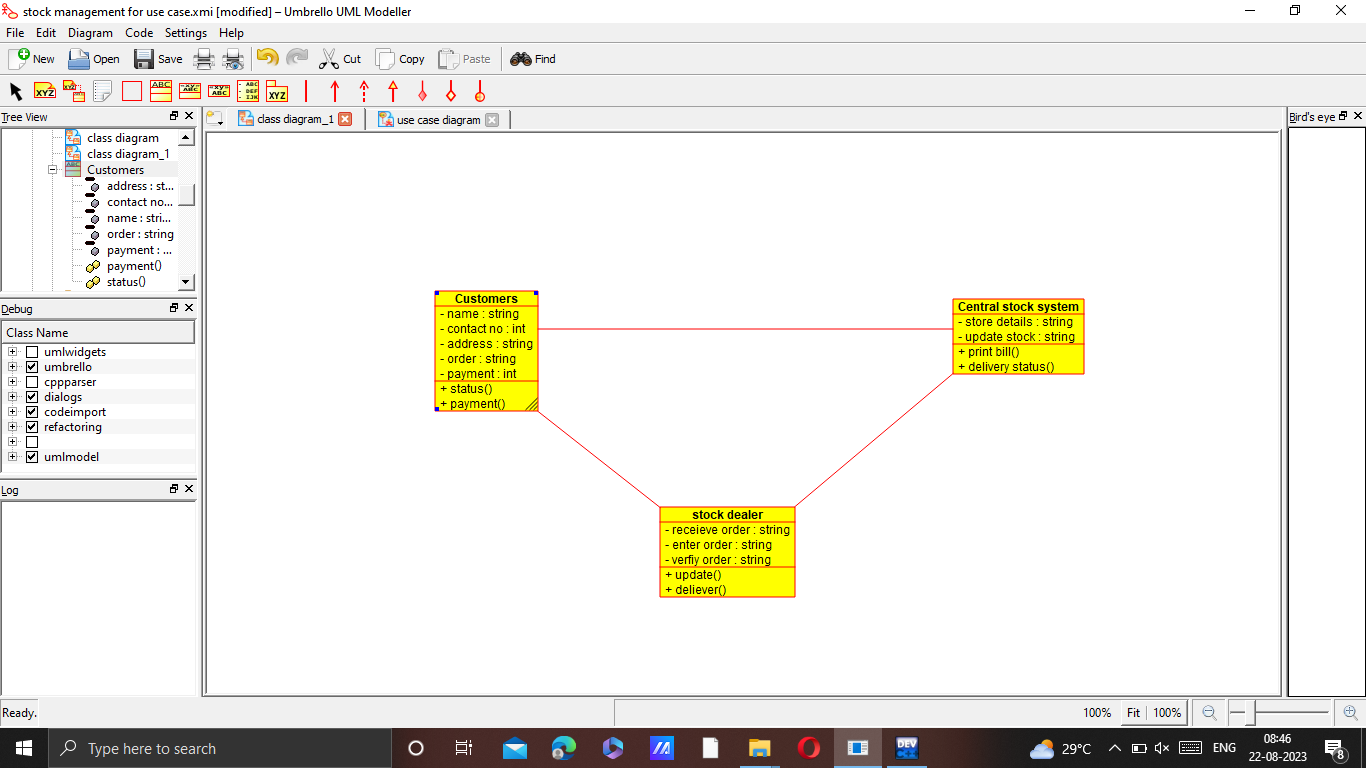 stock management for use case.xmi [modified] – Umbrello UML Modeller
File Edit Diagram Code Settings Help
New Open Save Cut Copy Paste Find
Tree View
class diagram
class diagram_1
Customers
address : st...
contact no...
name : stri...
order : string
payment : ...
payment()
status()
Debug
Class Name
umlwidgets
umbrello
cppparser
dialogs
codeimport
refactoring
umlmodel
Log
class diagram_1 use case diagram
Customers
- name : string
- contact no : int
- address : string
- order : string
- payment : int
+ status()
+ payment()
Central stock system
- store details : string
- update stock : string
+ print bill()
+ delivery status()
stock dealer
- receieve order : string
- enter order : string
- verfiy order : string
+ update()
+ deliever()
Bird's eye
Ready.
100% Fit 100%
Type here to search
DEV
29°C
ENG
08:46
22-08-2023
8